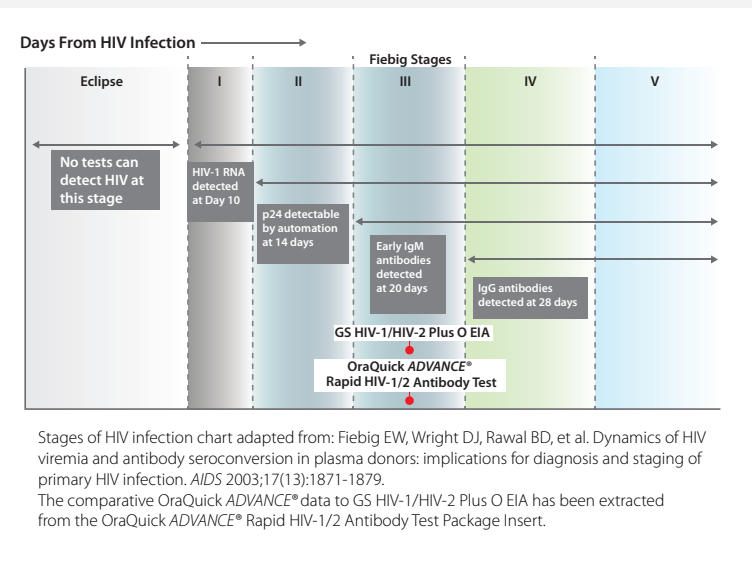 Days From HIV Infection
Fiebig Stages
Eclipse
I
II
III
IV
V
No tests can
detect HIV at
this stage
HIV-1 RNA
detected
at Day 10
p24 detectable
by automation
at 14 days
Early IgM
antibodies
detected
at 20 days
IgG antibodies
detected at 28 days
GS HIV-1/HIV-2 Plus O EIA
OraQuick ADVANCE®
Rapid HIV-1/2 Antibody Test
Stages of HIV infection chart adapted from: Fiebig EW, Wright DJ, Rawal BD, et al. Dynamics of HIV
viremia and antibody seroconversion in plasma donors: implications for diagnosis and staging of
primary HIV infection. AIDS 2003;17(13):1871-1879.
The comparative OraQuick ADVANCE® data to GS HIV-1/HIV-2 Plus O EIA has been extracted
from the OraQuick ADVANCE® Rapid HIV-1/2 Antibody Test Package Insert.